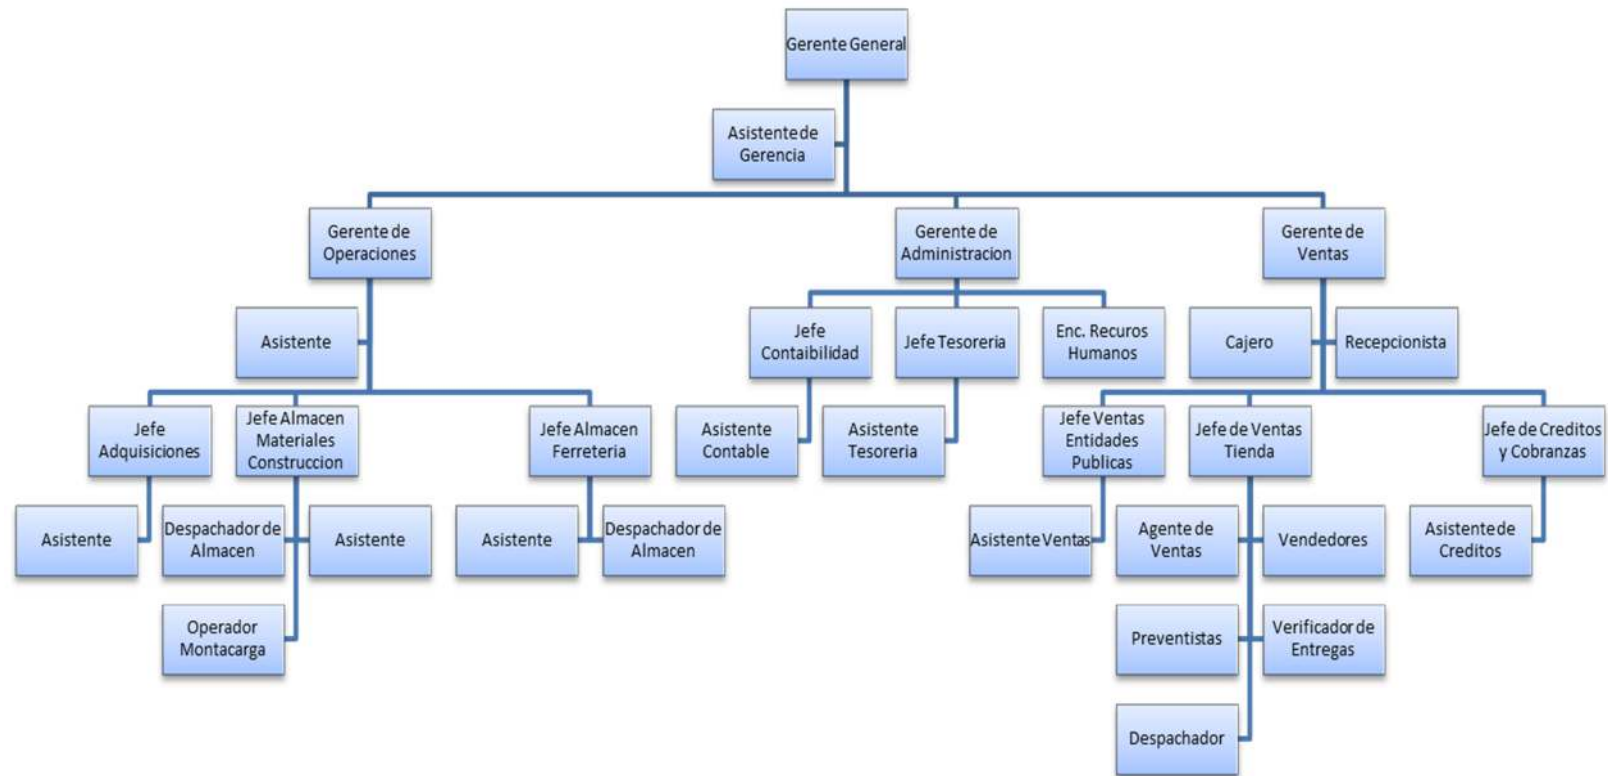 Gerente General
Asistente de
Gerencia
Gerente de
Operaciones
Gerente de
Administracion
Gerente de
Ventas
Asistente
Jefe
Contaibilidad
Jefe Tesoreria
Enc. Recuros
Humanos
Cajero
Recepcionista
Jefe
Adquisiciones
Jefe Almacen
Materiales
Construccion
Jefe Almacen
Ferreteria
Asistente
Contable
Asistente
Tesoreria
Jefe Ventas
Entidades
Publicas
Jefe de Ventas
Tienda
Jefe de Creditos
y Cobranzas
Asistente
Despachador de
Almacen
Asistente
Asistente
Despachador de
Almacen
Asistente Ventas
Agente de
Ventas
Vendedores
Asistente de
Creditos
Operador
Montacarga
Preventistas
Verificador de
Entregas
Despachador